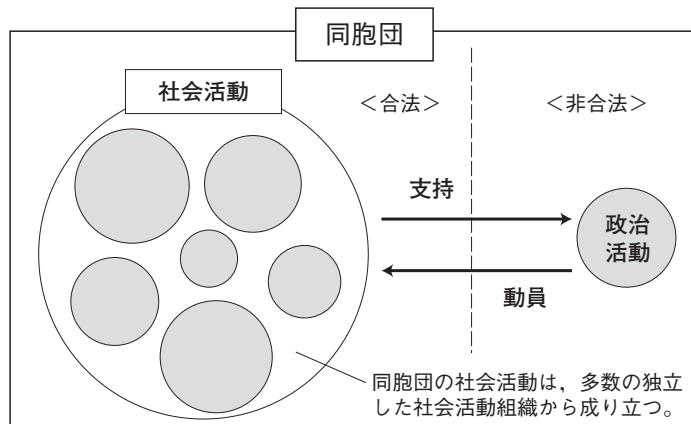 同胞団
社会活動
＜合法＞
＜非合法＞
支持
政治
活動
動員
同胞団の社会活動は，多数の独立
した社会活動組織から成り立つ。